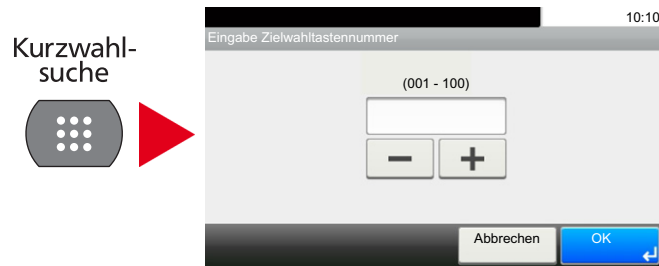 Kurzwahl-
suche
10:10
Eingabe Zielwahltastennummer
(001 - 100)
Abbrechen
OK